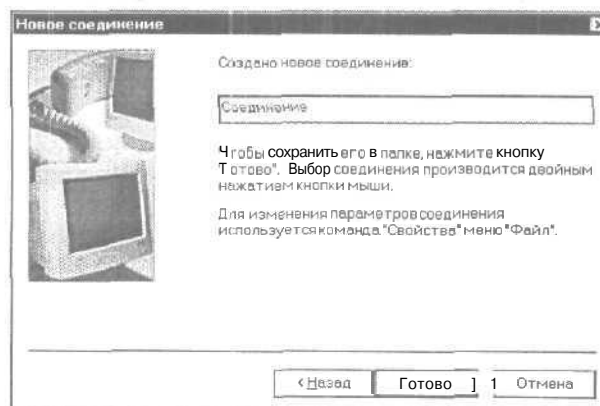 Новое соединение
Создано новое соединение:
Соединение
Чтобы сохранить его в папке, нажмите кнопку
Готово". Выбор соединения производится двойным
нажатием кнопки мыши.
Для изменения параметров соединения
используется команда "Свойства" меню "Файл".
< Назад
Готово ] 1
Отмена